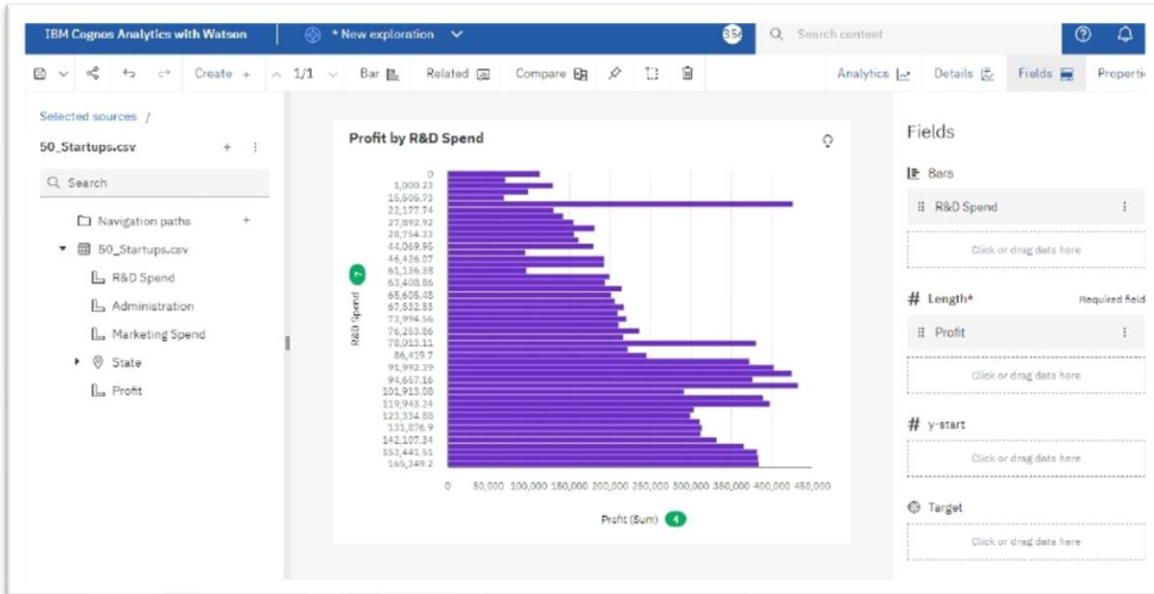 IBM Cognos Analytics with Watson
* New exploration
Search content
Create +
1/1
Bar
Related
Compare
Analytics
Details
Fields
Properti
Selected sources /
50_Startups.csv
Search
Navigation paths
50_Startups.csv
R&D Spend
Administration
Marketing Spend
State
Profit
Profit by R&D Spend
R&D Spend
7
0
1,000.23
15,505.73
22,177.74
27,892.92
28,754.33
44,069.95
46,426.07
61,136.38
63,408.86
65,605.48
67,532.53
73,994.56
76,253.86
78,013.11
86,419.7
91,992.39
94,657.16
101,913.08
119,943.24
123,334.88
131,876.9
142,107.34
153,441.51
165,349.2
0 50,000 100,000 150,000 200,000 250,000 300,000 350,000 400,000 450,000
Profit (Sum) 4
Fields
Bars
R&D Spend
Click or drag data here
# Length* Required field
Profit
Click or drag data here
# y-start
Click or drag data here
Target
Click or drag data here